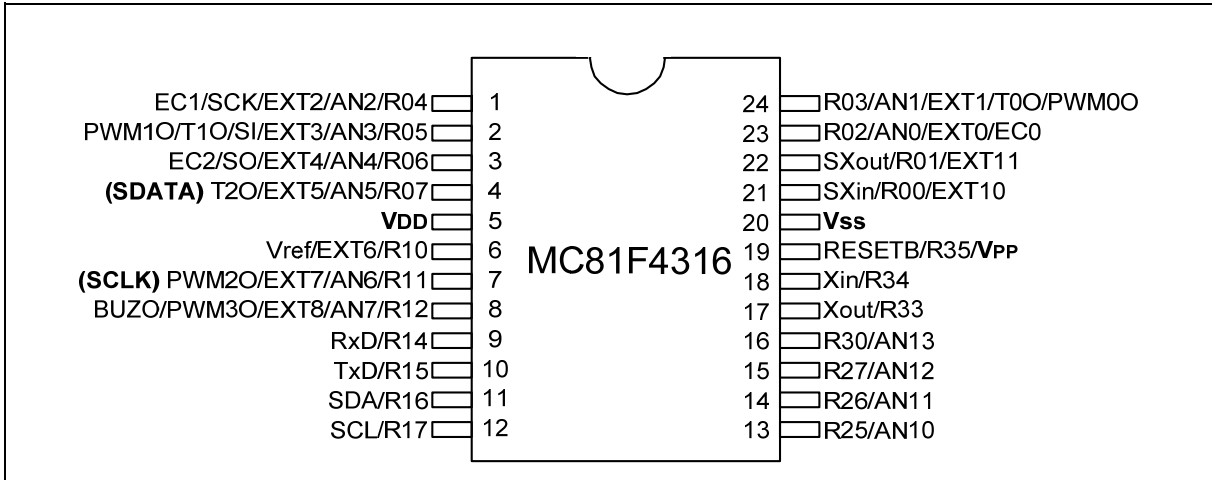 EC1/SCK/EXT2/AN2/R04 1 24 R03/AN1/EXT1/T0O/PWM0O
PWM1O/T1O/SI/EXT3/AN3/R05 2 23 R02/AN0/EXT0/EC0
EC2/SO/EXT4/AN4/R06 3 22 SXout/R01/EXT11
(SDATA) T2O/EXT5/AN5/R07 4 21 SXin/R00/EXT10
VDD 5 20 Vss
Vref/EXT6/R10 6 19 RESETB/R35/VPP
MC81F4316
(SCLK) PWM2O/EXT7/AN6/R11 7 18 Xin/R34
BUZO/PWM3O/EXT8/AN7/R12 8 17 Xout/R33
RxD/R14 9 16 R30/AN13
TxD/R15 10 15 R27/AN12
SDA/R16 11 14 R26/AN11
SCL/R17 12 13 R25/AN10